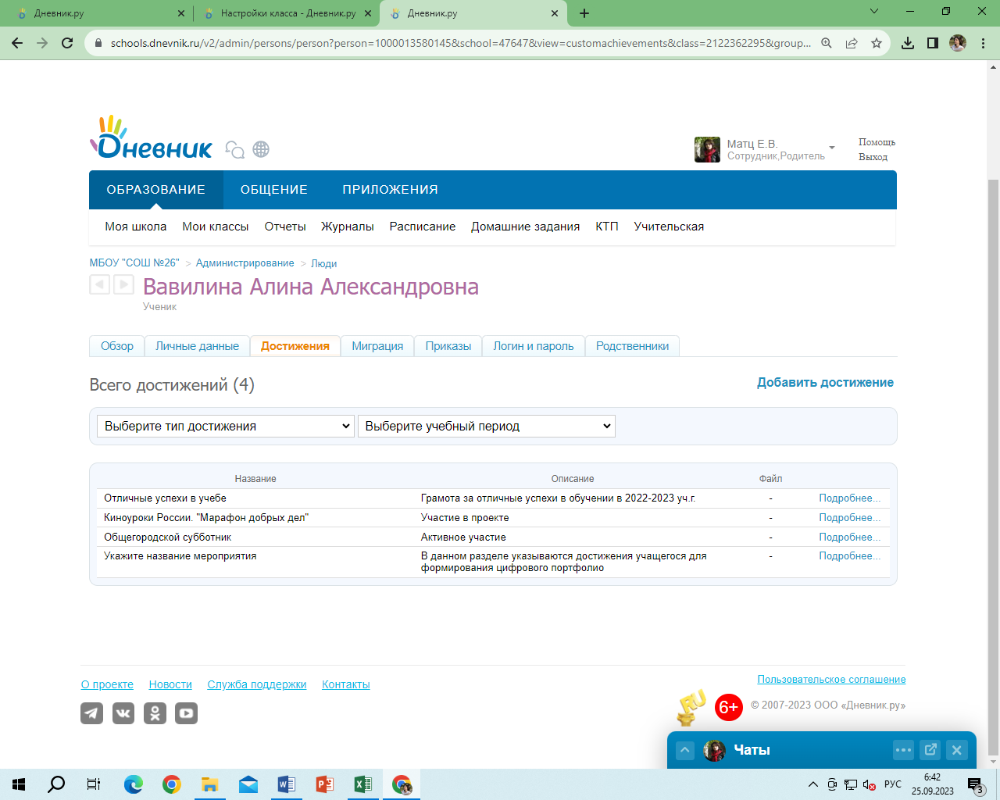 Дневник.ру
Настройки класса - Дневник.ру
Дневник.ру
schools.dnevnik.ru/v2/admin/persons/person?person=1000013580145&school=47647&view=customachievements&class=2122362295&group...
Дневник
Матц Е.В.
Сотрудник,Родитель
Помощь
Выход
ОБРАЗОВАНИЕ ОБЩЕНИЕ ПРИЛОЖЕНИЯ
Моя школа Мои классы Отчеты Журналы Расписание Домашние задания КТП Учительская
МБОУ "СОШ №26" > Администрирование > Люди
Вавилина Алина Александровна
Ученик
Обзор Личные данные Достижения Миграция Приказы Логин и пароль Родственники
Всего достижений (4)
Добавить достижение
Выберите тип достижения Выберите учебный период
Название Описание Файл
Отличные успехи в учебе Грамота за отличные успехи в обучении в 2022-2023 уч.г. - Подробнее...
Киноуроки России. "Марафон добрых дел" Участие в проекте - Подробнее...
Общегородской субботник Активное участие - Подробнее...
Укажите название мероприятия В данном разделе указываются достижения учащегося для - Подробнее...
формирования цифрового портфолио
О проекте Новости Служба поддержки Контакты
Пользовательское соглашение
RU 6+ © 2007-2023 ООО «Дневник.ру»
Чаты
РУС
6:42
25.09.2023
3